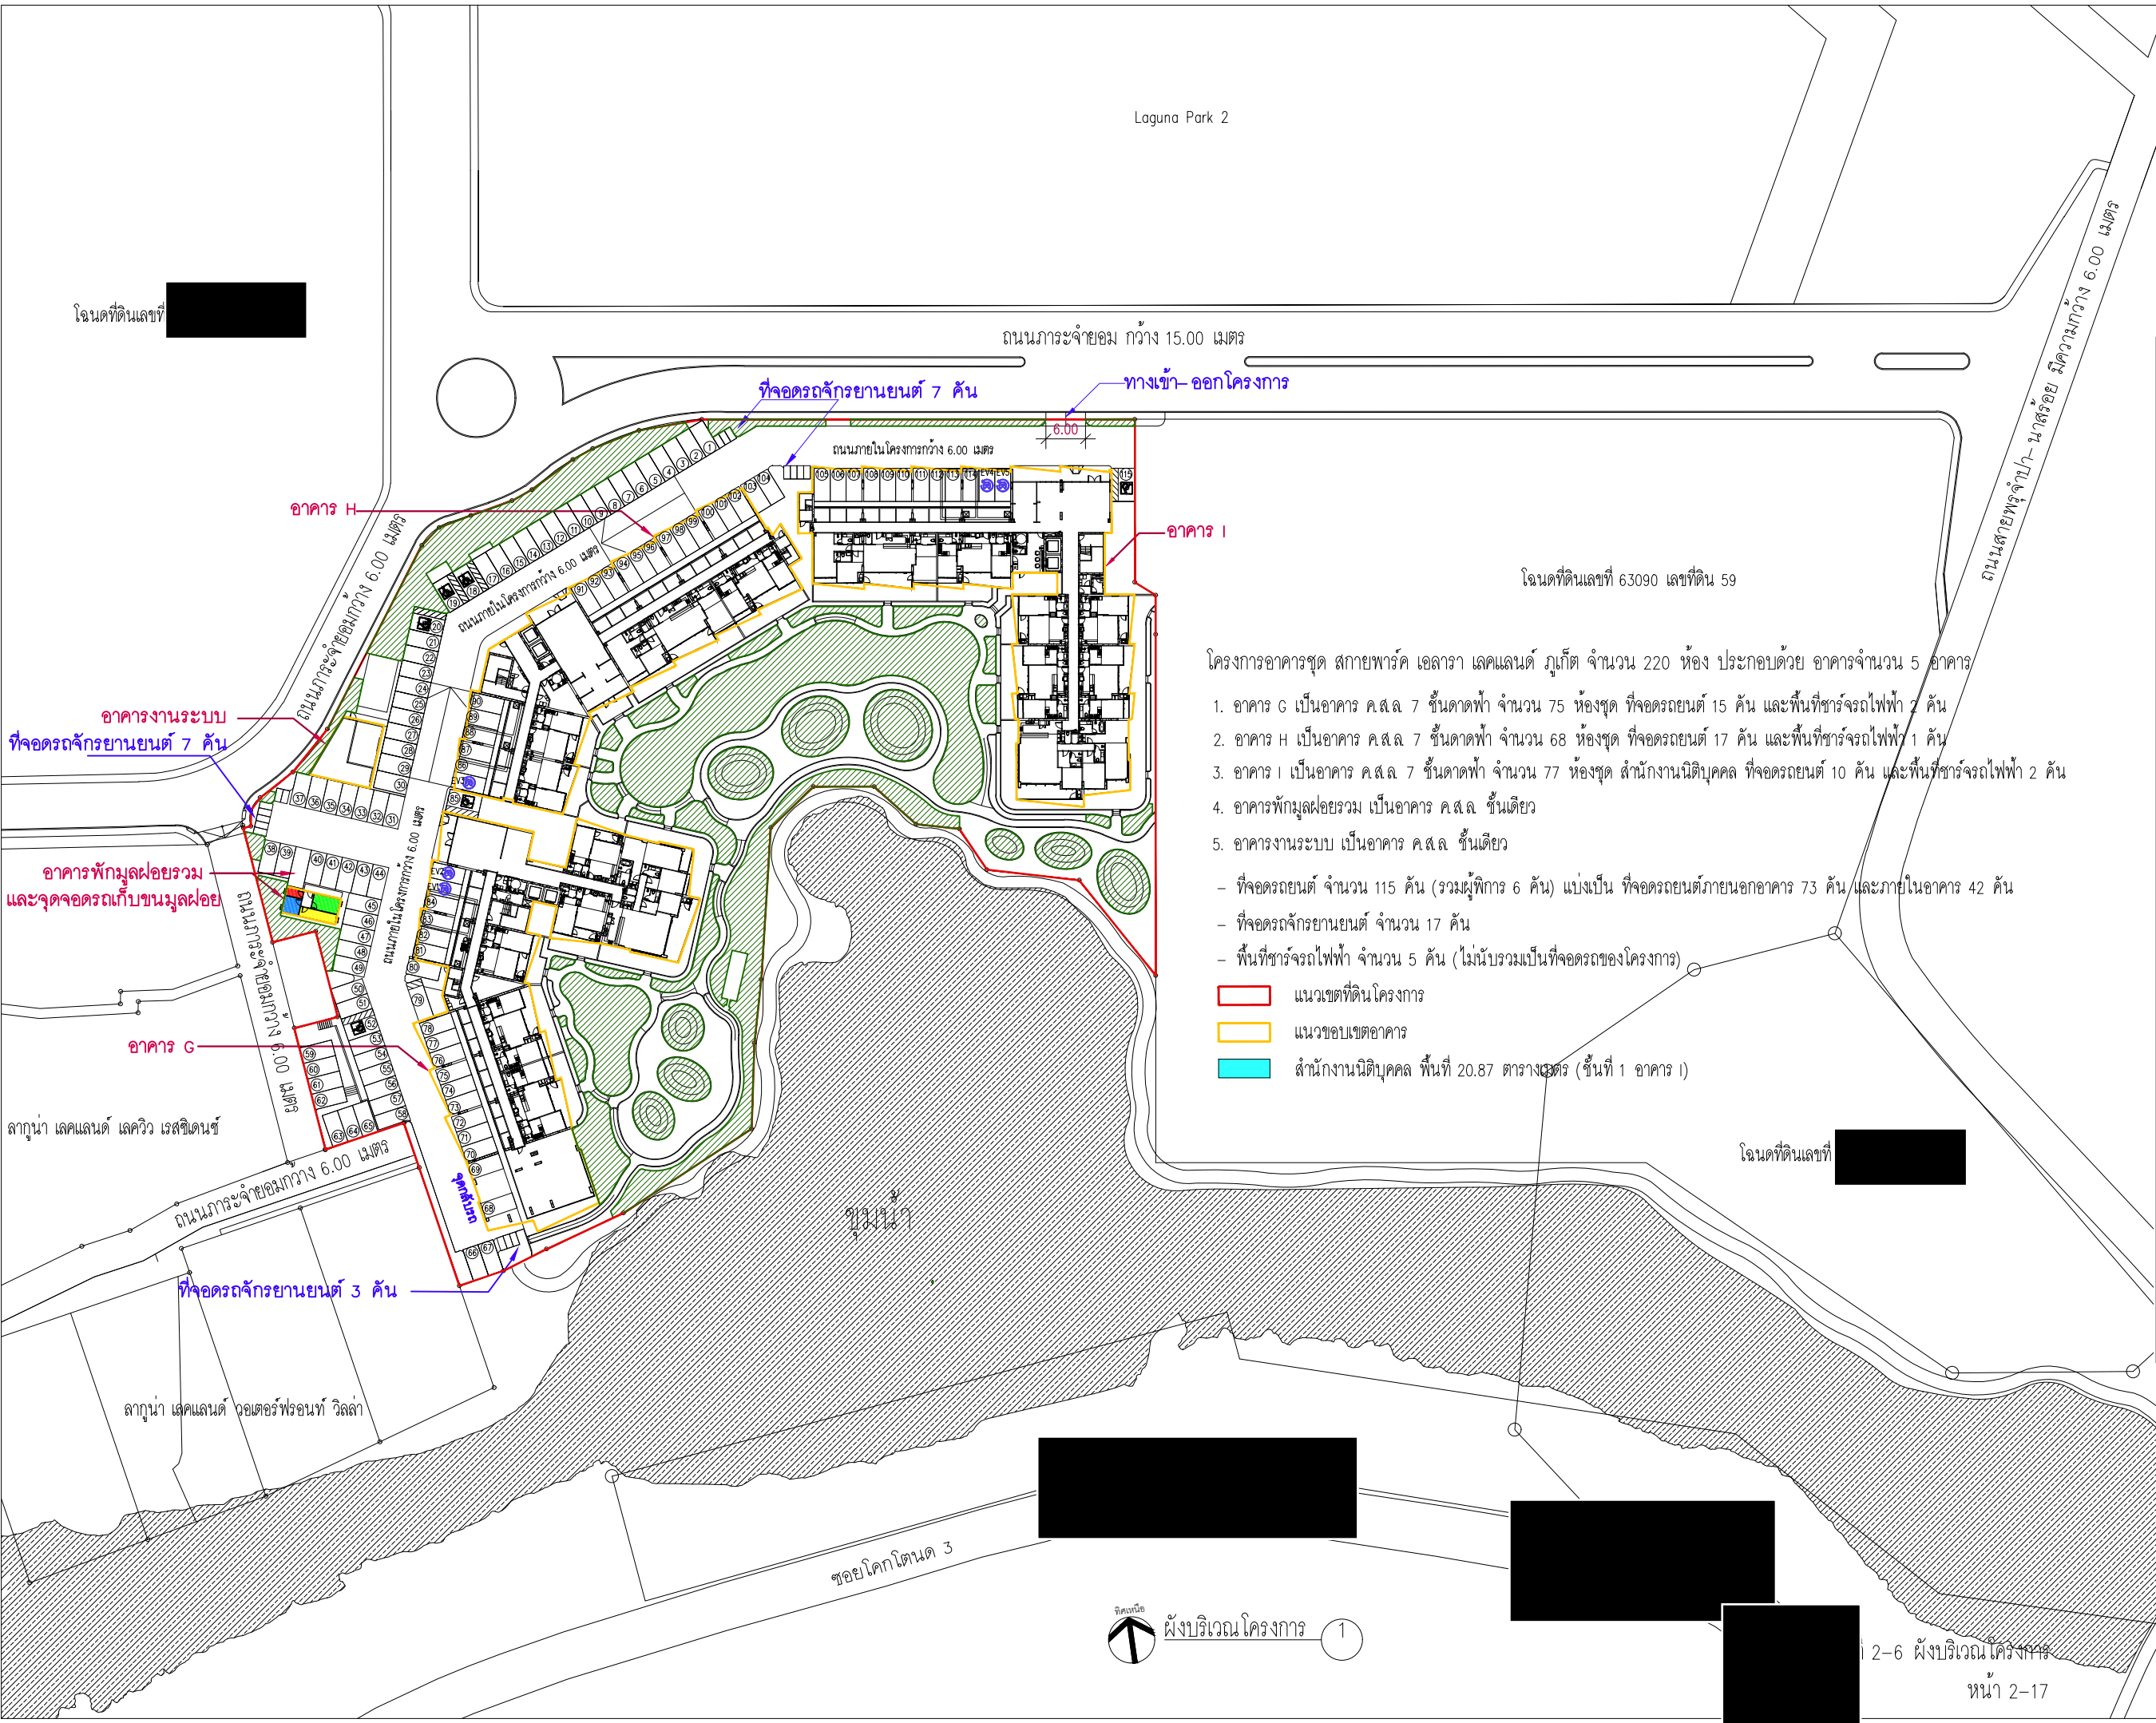 Laguna Park 2
โฉนดที่ดินเลขที่
ถนนภาระจำยอม กว้าง 15.00 เมตร
ถนนสายพรุจำปา-นาสร้อย มีความกว้าง 6.00 เมตร
ที่จอดรถจักรยานยนต์ 7 คัน
ทางเข้า-ออกโครงการ
6.00
ถนนภายในโครงการกว้าง 6.00 เมตร
อาคาร H
อาคาร I
ถนนภาระจำยอมกว้าง 6.00 เมตร
ถนนภายในโครงการกว้าง 6.00 เมตร
โฉนดที่ดินเลขที่ 63090 เลขที่ดิน 59
โครงการอาคารชุด สกายพาร์ค เอลารา เลคแลนด์ ภูเก็ต จำนวน 220 ห้อง ประกอบด้วย อาคารจำนวน 5 อาคาร
1. อาคาร G เป็นอาคาร ค.ส.ล. 7 ชั้นดาดฟ้า จำนวน 75 ห้องชุด ที่จอดรถยนต์ 15 คัน และพื้นที่ชาร์จรถไฟฟ้า 2 คัน
2. อาคาร H เป็นอาคาร ค.ส.ล. 7 ชั้นดาดฟ้า จำนวน 68 ห้องชุด ที่จอดรถยนต์ 17 คัน และพื้นที่ชาร์จรถไฟฟ้า 1 คัน
3. อาคาร I เป็นอาคาร ค.ส.ล. 7 ชั้นดาดฟ้า จำนวน 77 ห้องชุด สำนักงานนิติบุคคล ที่จอดรถยนต์ 10 คัน และพื้นที่ชาร์จรถไฟฟ้า 2 คัน
4. อาคารพักมูลฝอยรวม เป็นอาคาร ค.ส.ล. ชั้นเดียว
5. อาคารงานระบบ เป็นอาคาร ค.ส.ล. ชั้นเดียว
- ที่จอดรถยนต์ จำนวน 115 คัน (รวมผู้พิการ 6 คัน) แบ่งเป็น ที่จอดรถยนต์ภายนอกอาคาร 73 คัน และภายในอาคาร 42 คัน
- ที่จอดรถจักรยานยนต์ จำนวน 17 คัน
- พื้นที่ชาร์จรถไฟฟ้า จำนวน 5 คัน (ไม่นับรวมเป็นที่จอดรถของโครงการ)
แนวเขตที่ดินโครงการ
แนวขอบเขตอาคาร
สำนักงานนิติบุคคล พื้นที่ 20.87 ตารางเมตร (ชั้นที่ 1 อาคาร I)
อาคารงานระบบ
ที่จอดรถจักรยานยนต์ 7 คัน
อาคารพักมูลฝอยรวม
และจุดจอดรถเก็บขนมูลฝอย
ถนนภายในโครงการกว้าง 6.00 เมตร
ถนนภาระจำยอมกว้าง 6.00 เมตร
อาคาร G
ลากูน่า เลคแลนด์ เลควิว เรสซิเดนซ์
ถนนภาระจำยอมกว้าง 6.00 เมตร
จุดกลับรถ
โฉนดที่ดินเลขที่
ขุมน้ำ
ที่จอดรถจักรยานยนต์ 3 คัน
ลากูน่า เลคแลนด์ วอเตอร์ฟรอนท์ วิลล่า
ซอยโคกโตนด 3
ทิศเหนือ
ผังบริเวณโครงการ 1
2-6 ผังบริเวณโครงการ
หน้า 2-17